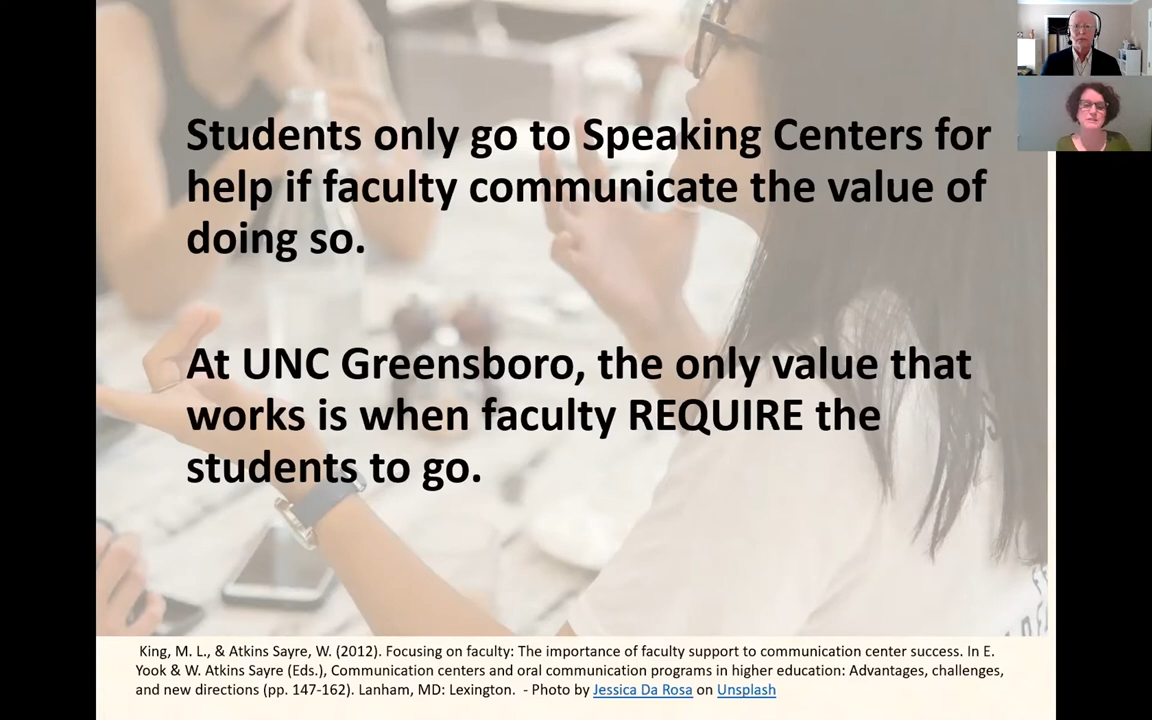 Students only go to Speaking Centers for
help if faculty communicate the value of
doing so.
At UNC Greensboro, the only value that
works is when faculty REQUIRE the
students to go.
King, M. L., & Atkins Sayre, W. (2012). Focusing on faculty: The importance of faculty support to communication center success. In E.
Yook & W. Atkins Sayre (Eds.), Communication centers and oral communication programs in higher education: Advantages, challenges,
and new directions (pp. 147-162). Lanham, MD: Lexington. - Photo by Jessica Da Rosa on Unsplash